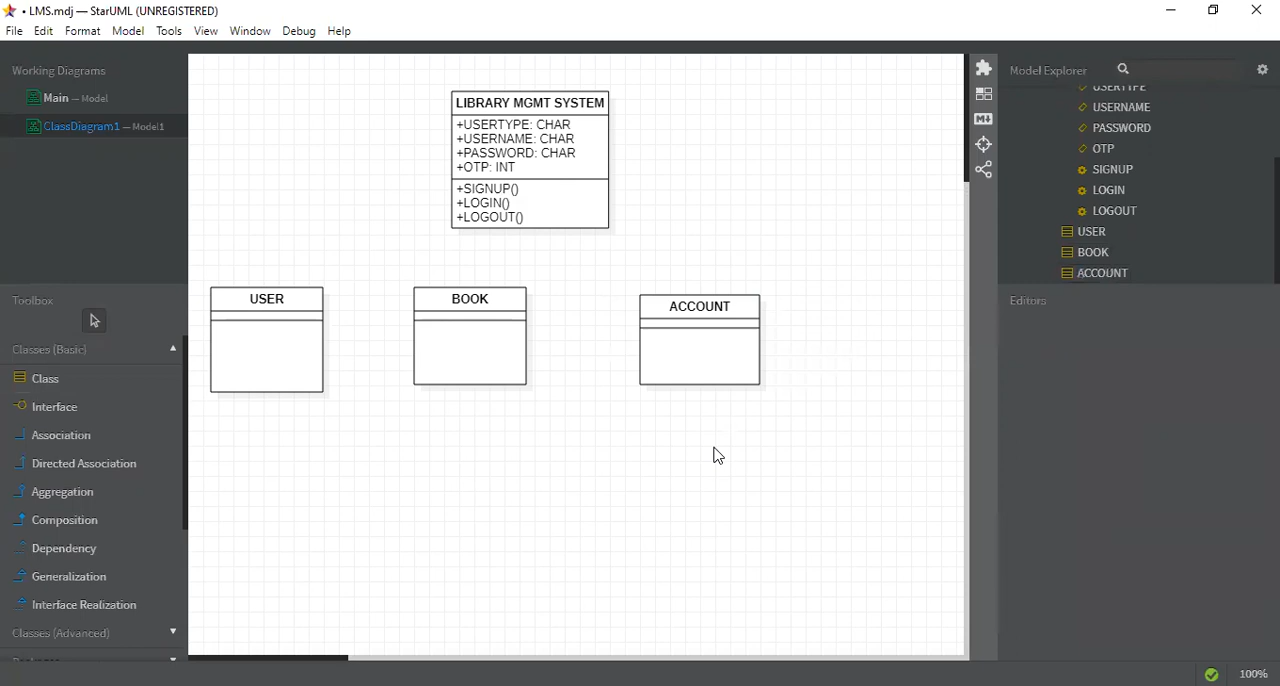 • LMS.mdj — StarUML (UNREGISTERED)
File Edit Format Model Tools View Window Debug Help
Working Diagrams
Main — Model
ClassDiagram1 — Model1
Toolbox
Classes (Basic)
Class
Interface
Association
Directed Association
Aggregation
Composition
Dependency
Generalization
Interface Realization
Classes (Advanced)
LIBRARY MGMT SYSTEM
+USERTYPE: CHAR
+USERNAME: CHAR
+PASSWORD: CHAR
+OTP: INT
+SIGNUP()
+LOGIN()
+LOGOUT()
USER
BOOK
ACCOUNT
Model Explorer
USERTYPE
USERNAME
PASSWORD
OTP
SIGNUP
LOGIN
LOGOUT
USER
BOOK
ACCOUNT
Editors
100%